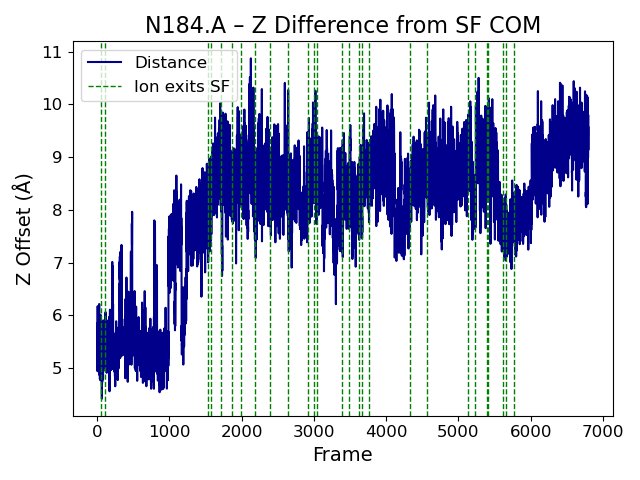 N184.A – Z Difference from SF COM
Distance
Ion exits SF
Z Offset (Å)
11
10
9
8
7
6
5
0 1000 2000 3000 4000 5000 6000 7000
Frame